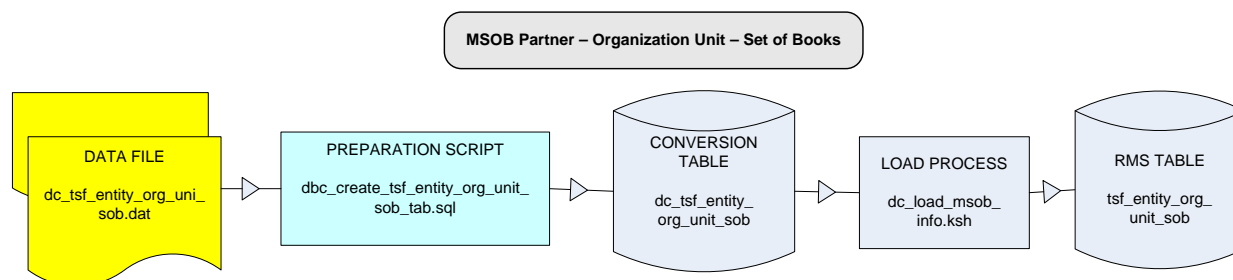 MSOB Partner – Organization Unit – Set of Books
DATA FILE
dc_tsf_entity_org_uni_
sob.dat
PREPARATION SCRIPT
dbc_create_tsf_entity_org_unit_
sob_tab.sql
CONVERSION
TABLE
dc_tsf_entity_
org_unit_sob
LOAD PROCESS
dc_load_msob_
info.ksh
RMS TABLE
tsf_entity_org_
unit_sob